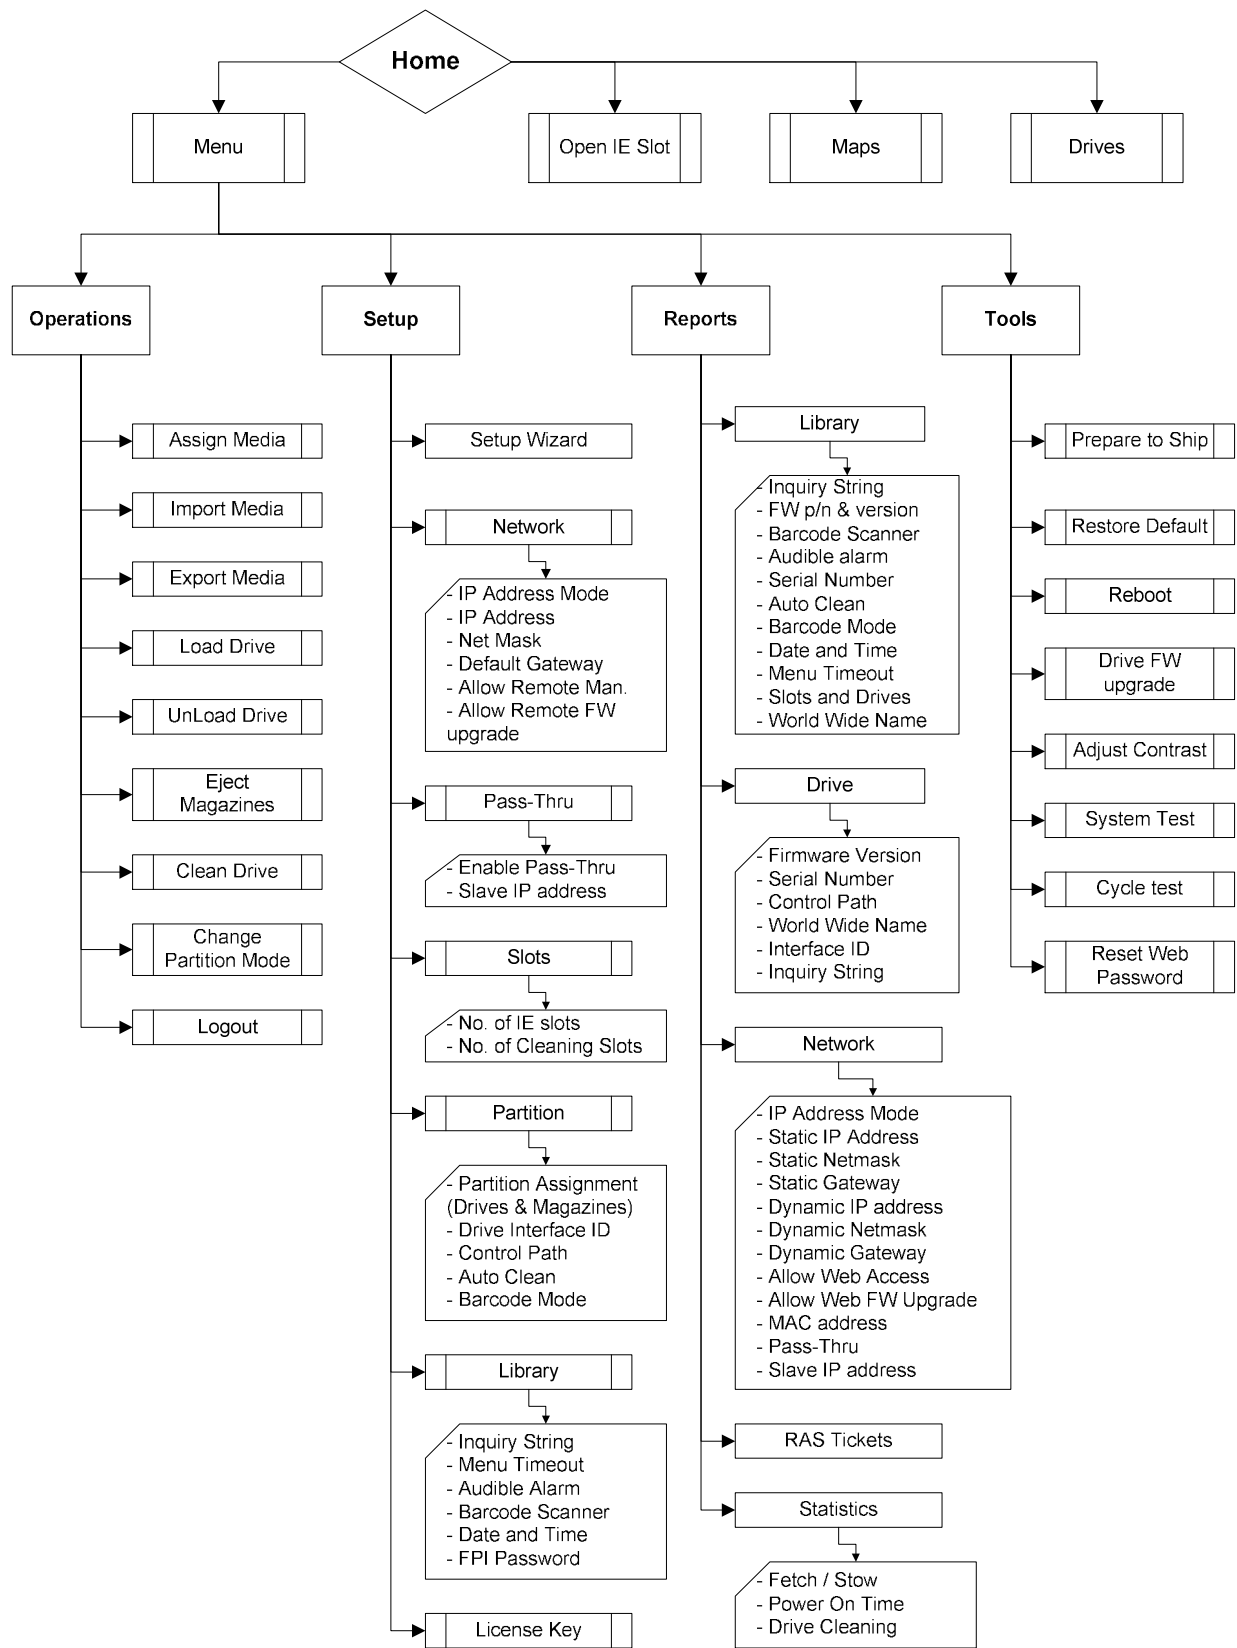 Home
Menu
Open IE Slot
Maps
Drives
Operations
Setup
Reports
Tools
Assign Media
Import Media
Export Media
Load Drive
UnLoad Drive
Eject
Magazines
Clean Drive
Change
Partition Mode
Logout
Setup Wizard
Network
- IP Address Mode
- IP Address
- Net Mask
- Default Gateway
- Allow Remote Man.
- Allow Remote FW
upgrade
Pass-Thru
- Enable Pass-Thru
- Slave IP address
Slots
- No. of IE slots
- No. of Cleaning Slots
Partition
- Partition Assignment
(Drives & Magazines)
- Drive Interface ID
- Control Path
- Auto Clean
- Barcode Mode
Library
- Inquiry String
- Menu Timeout
- Audible Alarm
- Barcode Scanner
- Date and Time
- FPI Password
License Key
Library
- Inquiry String
- FW p/n & version
- Barcode Scanner
- Audible alarm
- Serial Number
- Auto Clean
- Barcode Mode
- Date and Time
- Menu Timeout
- Slots and Drives
- World Wide Name
Drive
- Firmware Version
- Serial Number
- Control Path
- World Wide Name
- Interface ID
- Inquiry String
Network
- IP Address Mode
- Static IP Address
- Static Netmask
- Static Gateway
- Dynamic IP address
- Dynamic Netmask
- Dynamic Gateway
- Allow Web Access
- Allow Web FW Upgrade
- MAC address
- Pass-Thru
- Slave IP address
RAS Tickets
Statistics
- Fetch / Stow
- Power On Time
- Drive Cleaning
Prepare to Ship
Restore Default
Reboot
Drive FW
upgrade
Adjust Contrast
System Test
Cycle test
Reset Web
Password